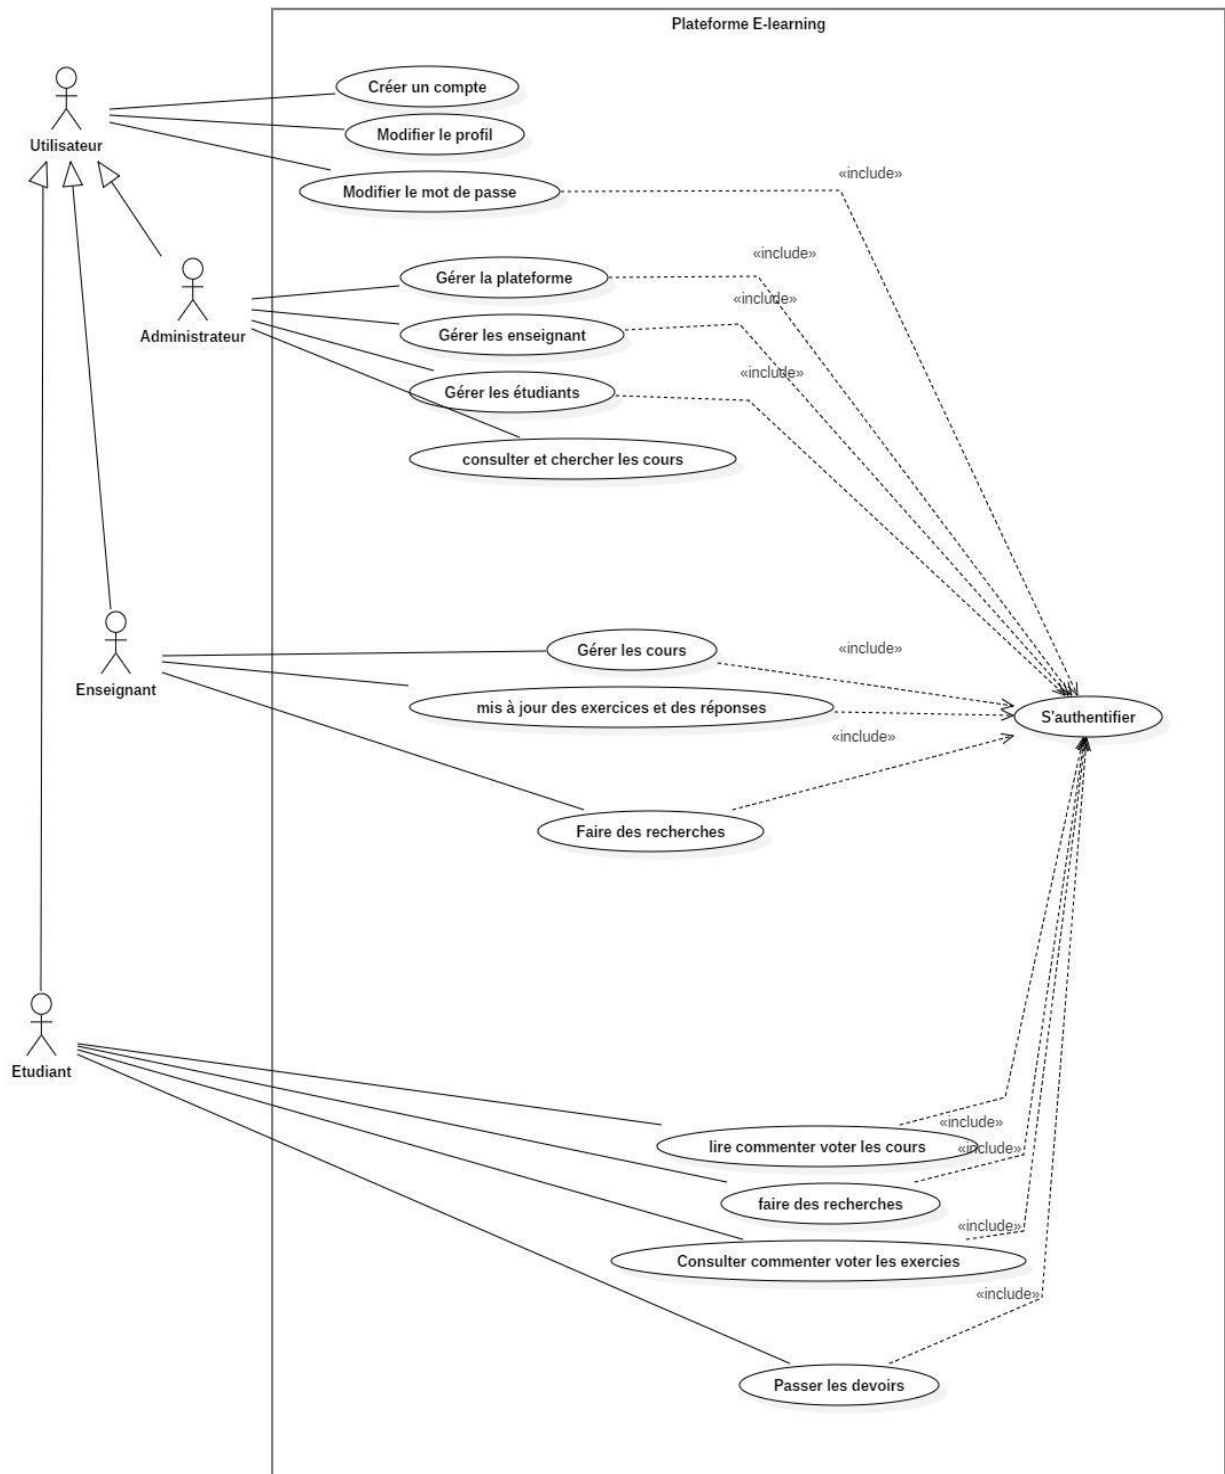 Plateforme E-learning
Créer un compte
Modifier le profil
Utilisateur
Modifier le mot de passe
«include»
«include»
Gérer la plateforme
«include»
Administrateur
Gérer les enseignant
«include»
Gérer les étudiants
consulter et chercher les cours
Gérer les cours
«include»
Enseignant
mis à jour des exercices et des réponses
S'authentifier
«include»
Faire des recherches
Etudiant
«include»
lire commenter voter les cours
«include»
faire des recherches
«include»
Consulter commenter voter les exercies
«include»
Passer les devoirs